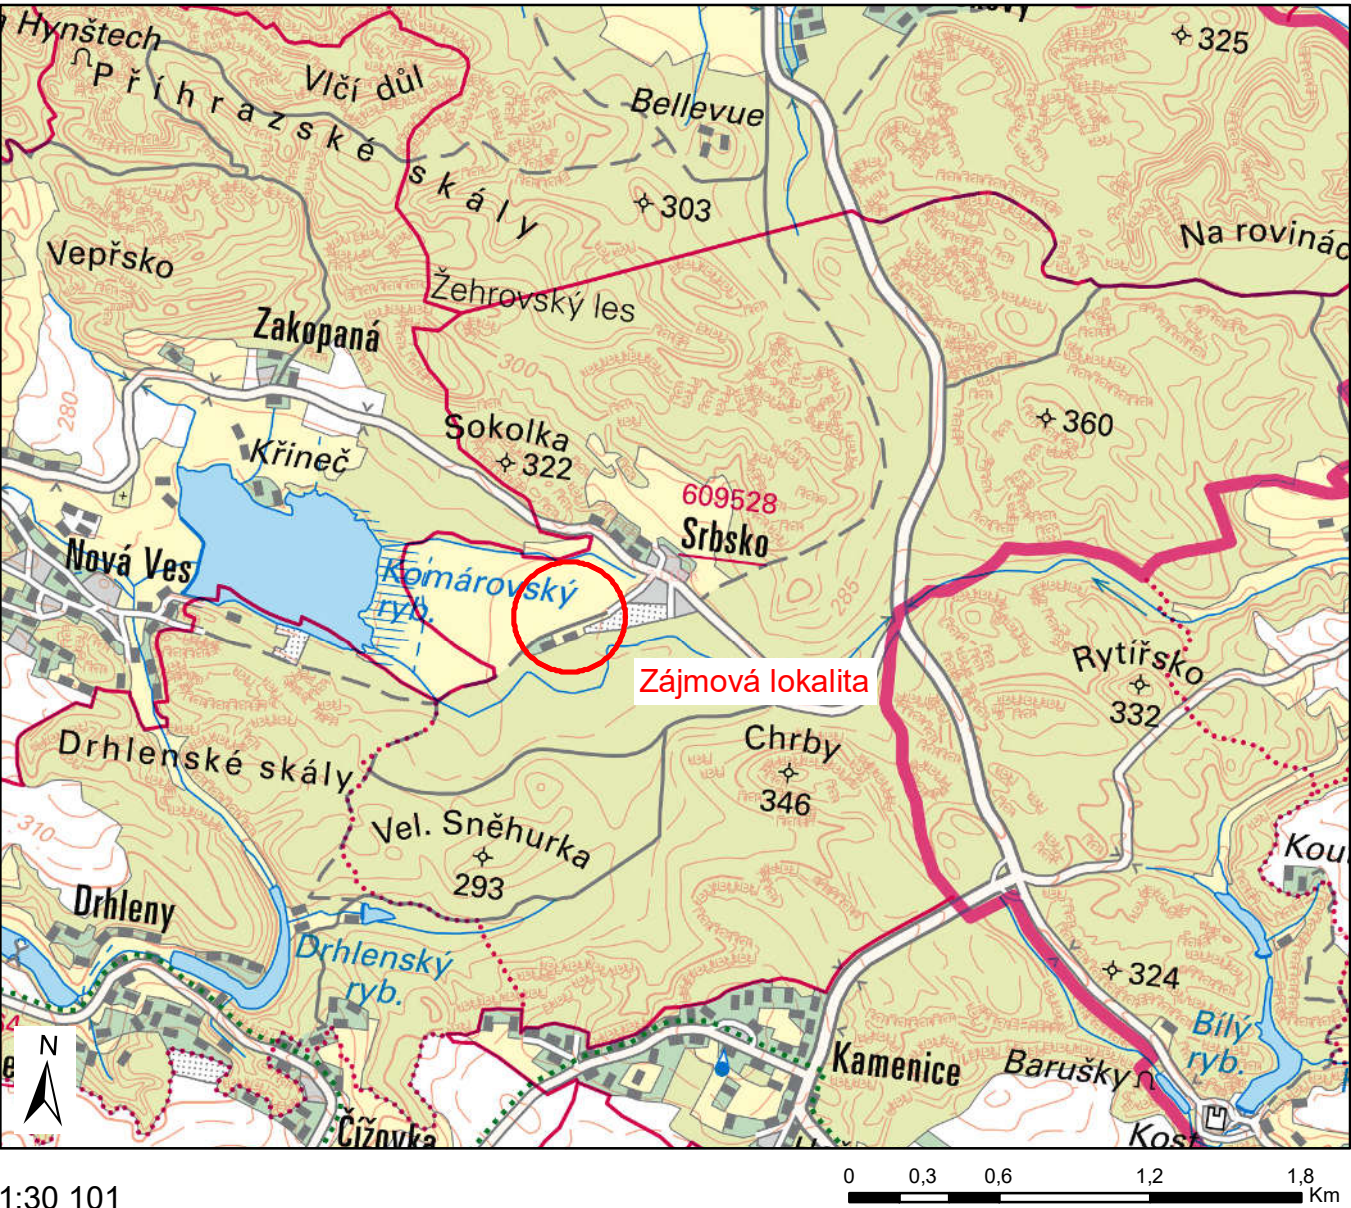 Hynštech
325
Vlčí důl
Příhrazské skály
Bellevue
303
Na rovinác
Vepřsko
Žehrovský les
Zakopaná
300
280
360
Sokolka
322
Křineč
609528
Srbsko
Nová Ves
Komárovský
ryb.
285
Rytířsko
332
Zájmová lokalita
Chrby
346
Drhlenské skály
310
Vel. Sněhurka
293
Kou
Drhleny
Drhlenský
ryb.
324
Bílý
ryb.
N
Kamenice
Barušky
Čížovka
Kost
1:30 101
0 0,3 0,6 1,2 1,8
Km